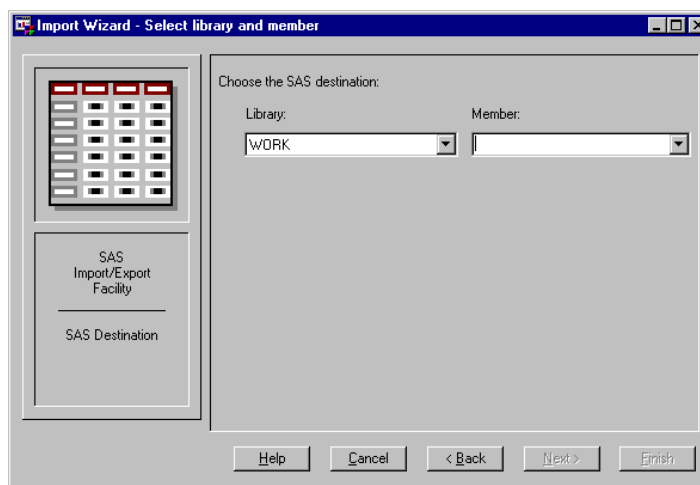 Import Wizard - Select library and member
Choose the SAS destination:
Library: Member:
WORK
SAS
Import/Export
Facility
SAS Destination
Help Cancel < Back Next > Finish